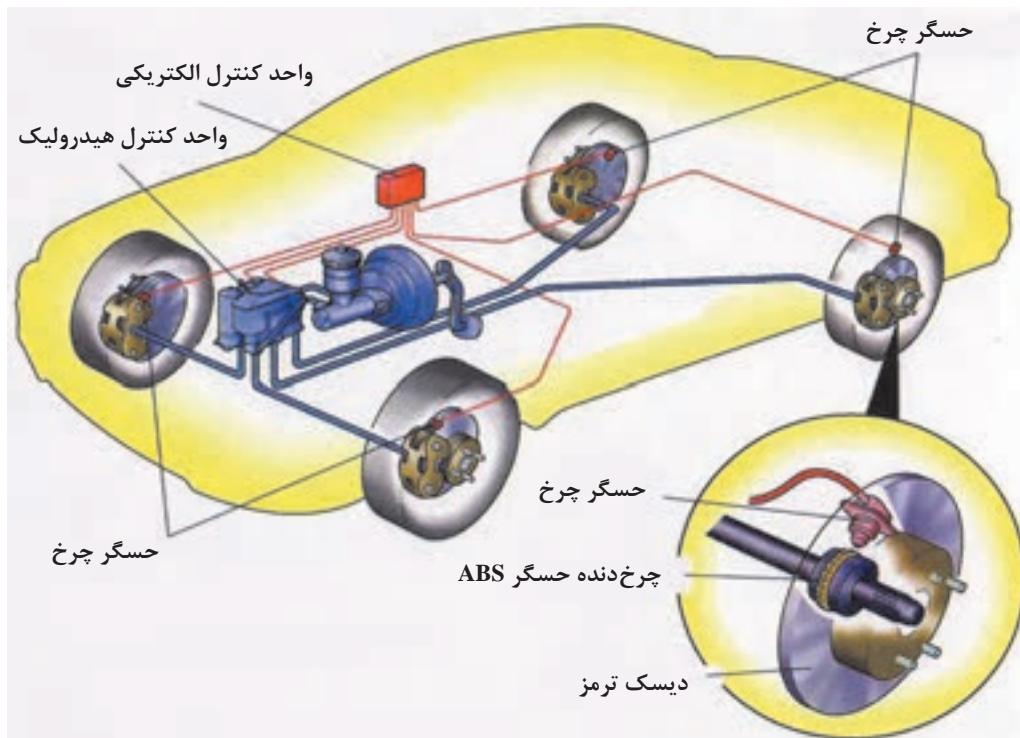 حسگر چرخ
واحد کنترل الکتریکی
واحد کنترل هیدرولیک
حسگر چرخ
چرخ‌دنده حسگر ABS
حسگر چرخ
دیسک ترمز